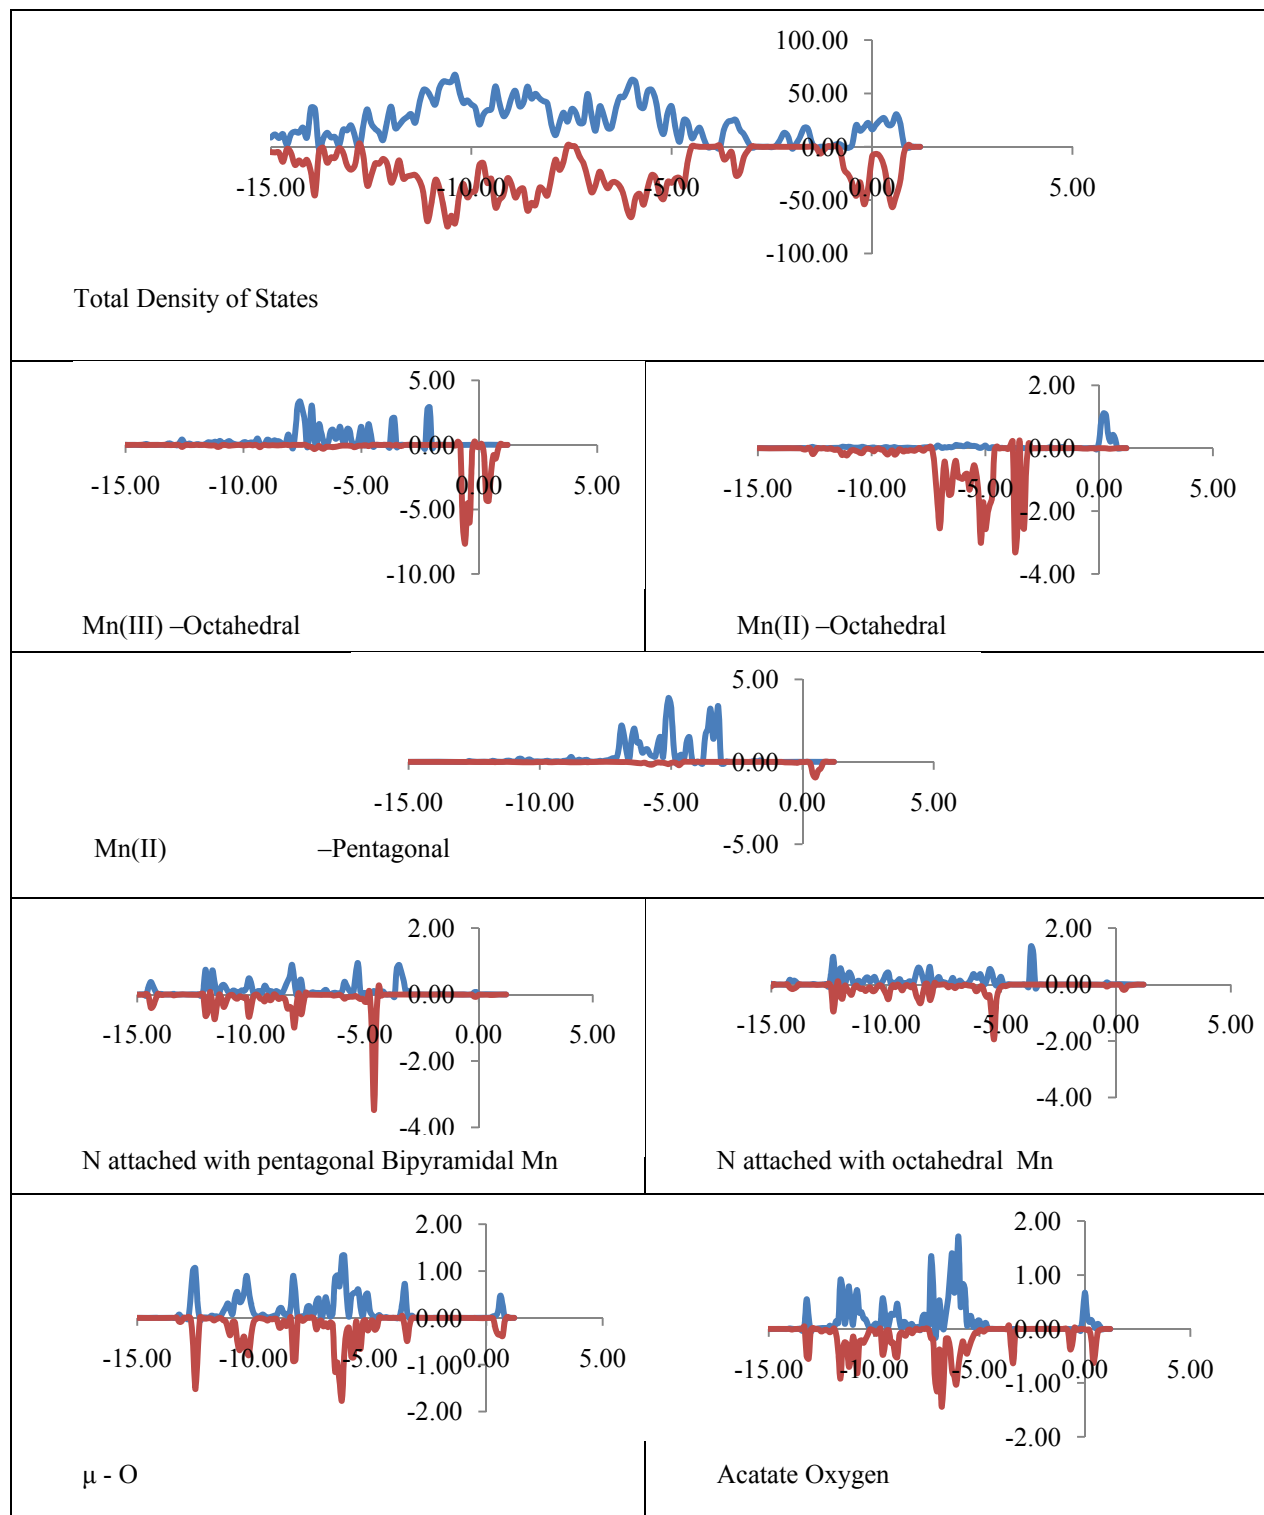 100.00
50.00
0.00
-15.00 -10.00 -5.00 0.00 5.00
-50.00
-100.00
Total Density of States
5.00
0.00
-15.00 -10.00 -5.00 0.00 5.00
-5.00
-10.00
Mn(III) –Octahedral
2.00
0.00
-15.00 -10.00 -5.00 0.00 5.00
-2.00
-4.00
Mn(II) –Octahedral
5.00
0.00
-15.00 -10.00 -5.00 0.00 5.00
-5.00
Mn(II) –Pentagonal
2.00
0.00
-15.00 -10.00 -5.00 0.00 5.00
-2.00
-4.00
N attached with pentagonal Bipyramidal Mn
2.00
0.00
-15.00 -10.00 -5.00 0.00 5.00
-2.00
-4.00
N attached with octahedral Mn
2.00
1.00
0.00
-15.00 -10.00 -5.00 0.00 5.00
-1.00
-2.00
μ - O
2.00
1.00
0.00
-15.00 -10.00 -5.00 0.00 5.00
-1.00
-2.00
Acatate Oxygen